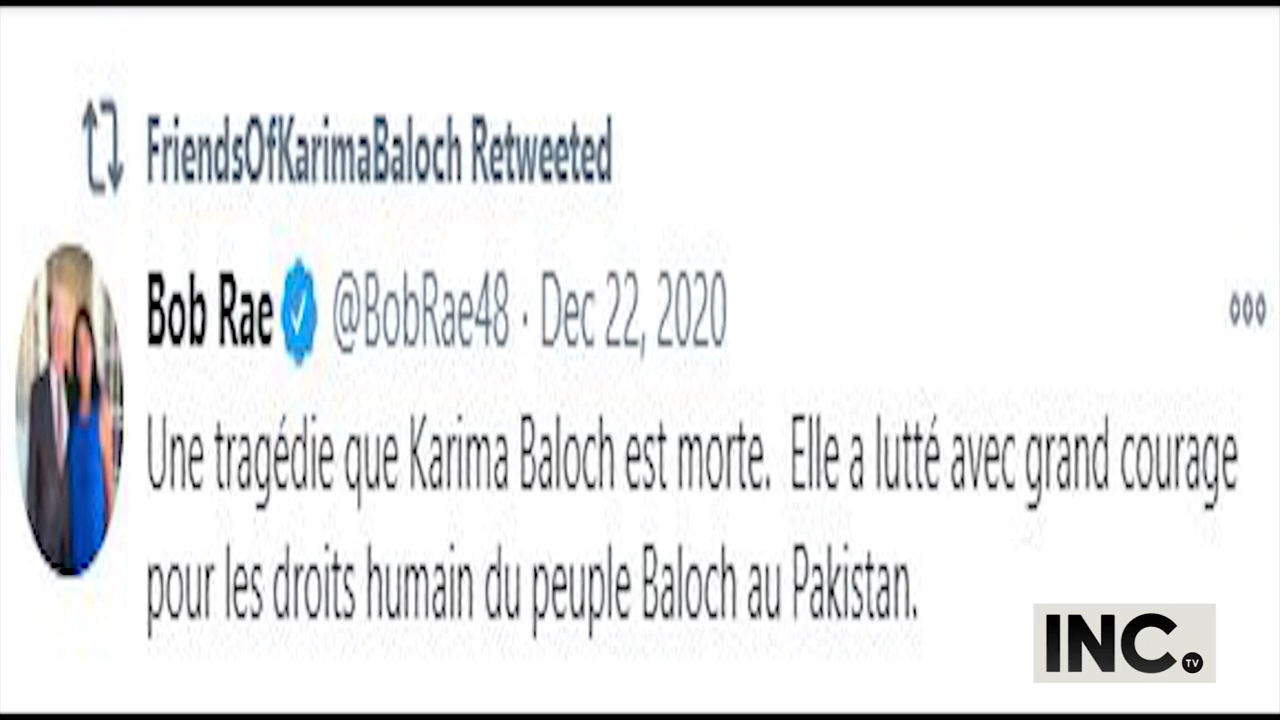 FriendsOfKarimaBaloch Retweeted
Bob Rae @BobRae48 · Dec 22, 2020
Une tragédie que Karima Baloch est morte. Elle a lutté avec grand courage
pour les droits humain du peuple Baloch au Pakistan.
INC. TV